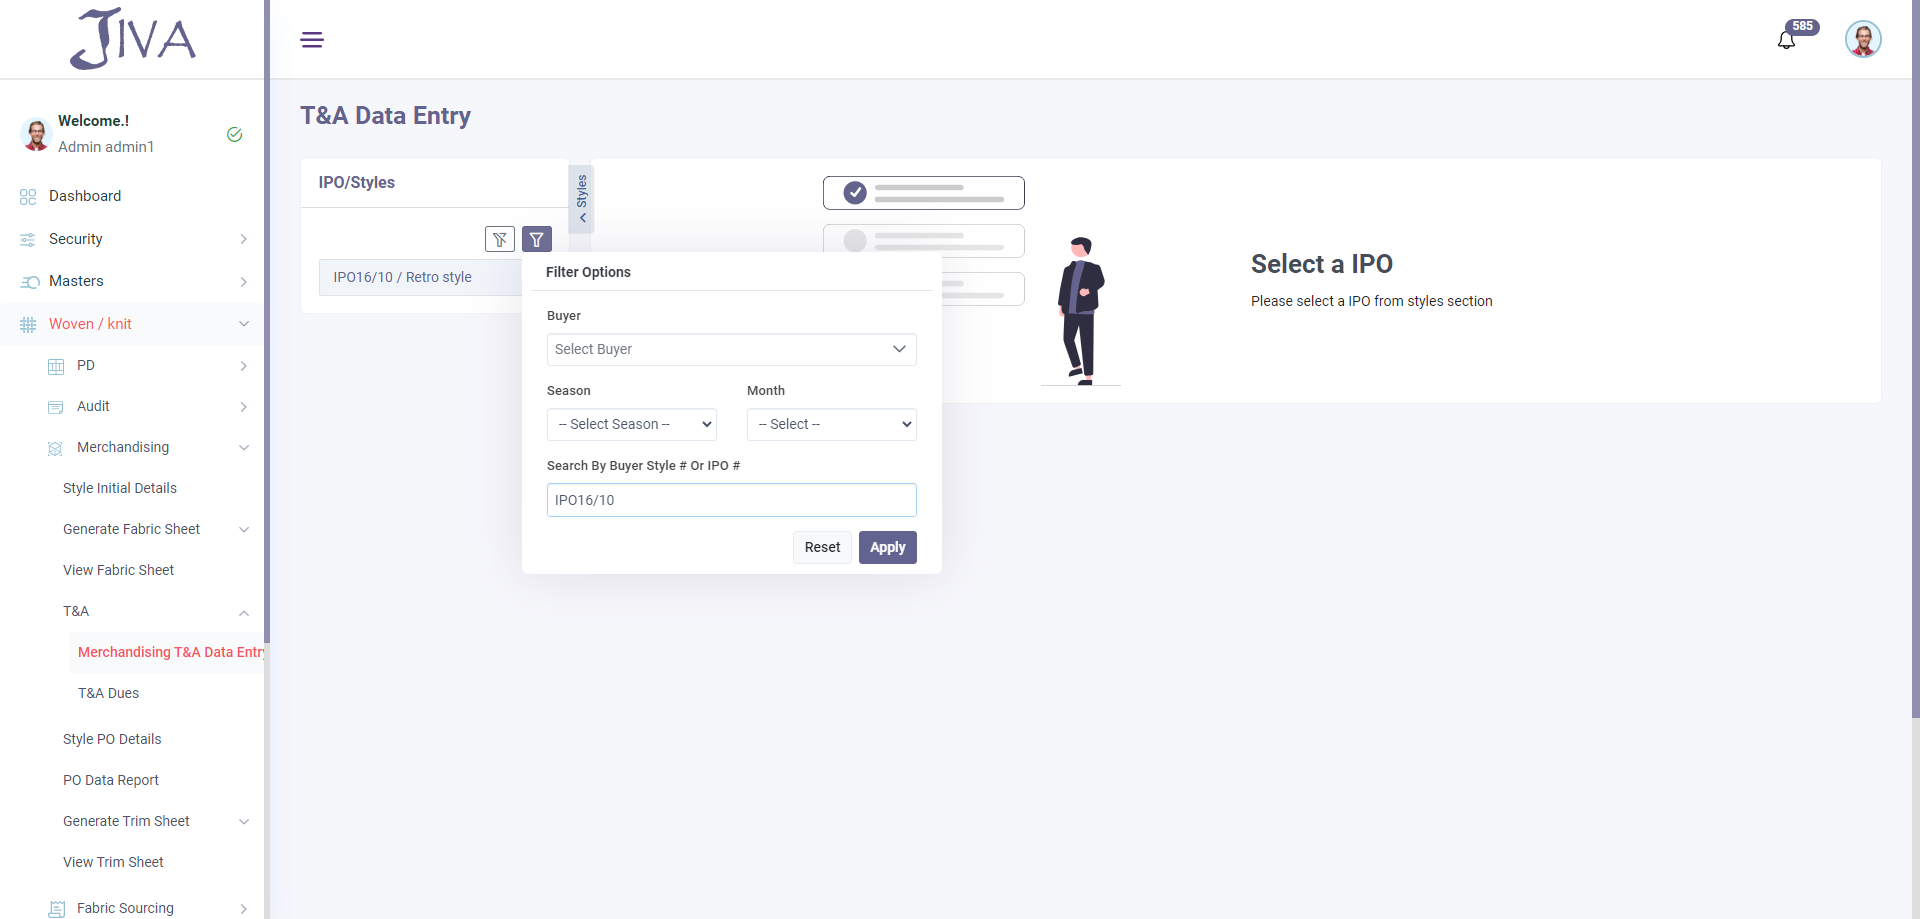 JIVA
585
Welcome.!
Admin admin1
Dashboard
Security
Masters
Woven / knit
PD
Audit
Merchandising
Style Initial Details
Generate Fabric Sheet
View Fabric Sheet
T&A
Merchandising T&A Data Entry
T&A Dues
Style PO Details
PO Data Report
Generate Trim Sheet
View Trim Sheet
Fabric Sourcing
T&A Data Entry
IPO/Styles
Styles
IPO16/10 / Retro style
Filter Options
Buyer
Select Buyer
Season
Month
-- Select Season --
-- Select --
Search By Buyer Style # Or IPO #
IPO16/10
Reset
Apply
Select a IPO
Please select a IPO from styles section